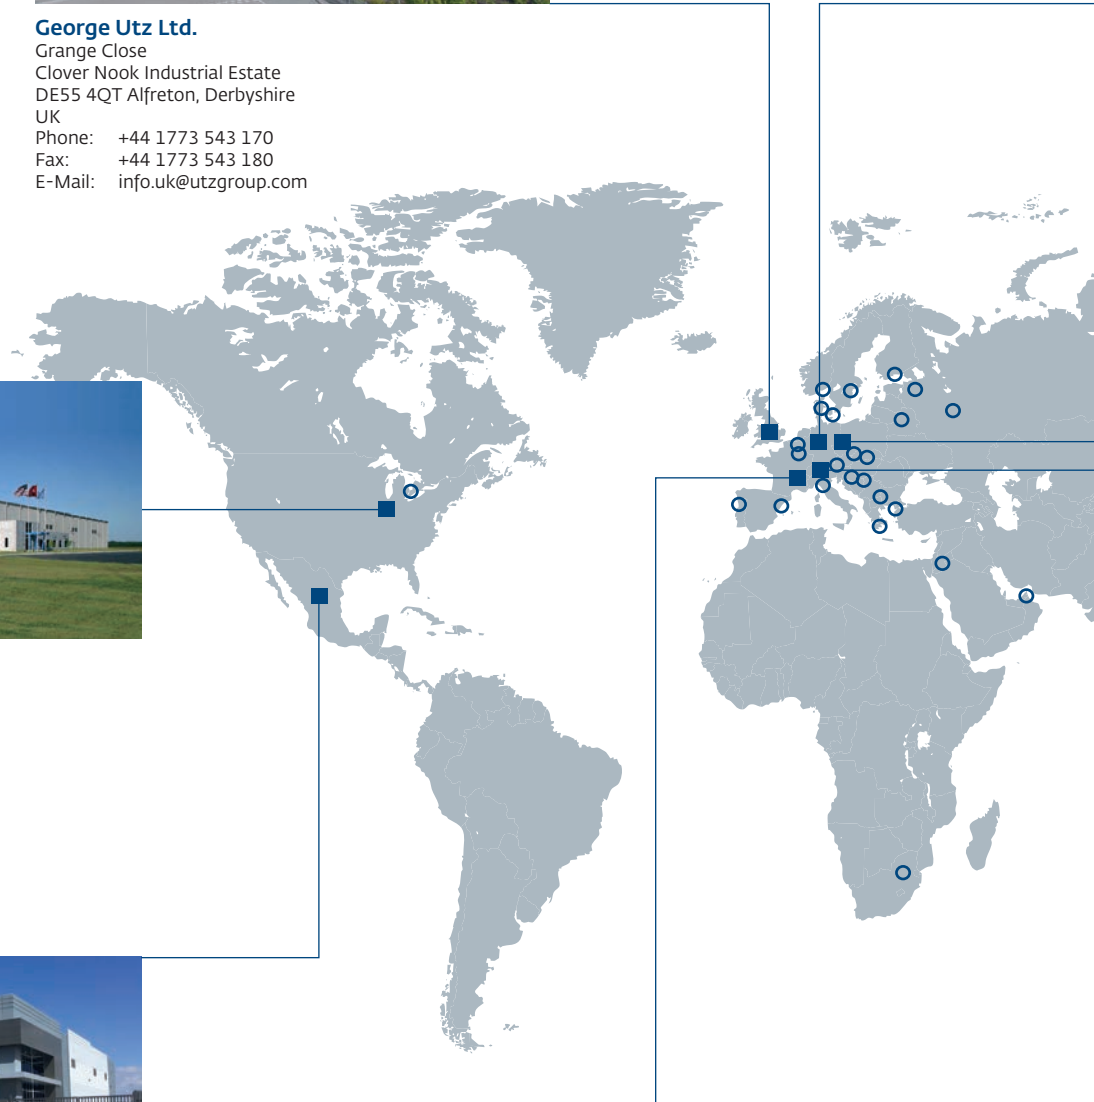 George Utz Ltd.
Grange Close
Clover Nook Industrial Estate
DE55 4QT Alfreton, Derbyshire
UK
Phone: +44 1773 543 170
Fax: +44 1773 543 180
E-Mail: info.uk@utzgroup.com